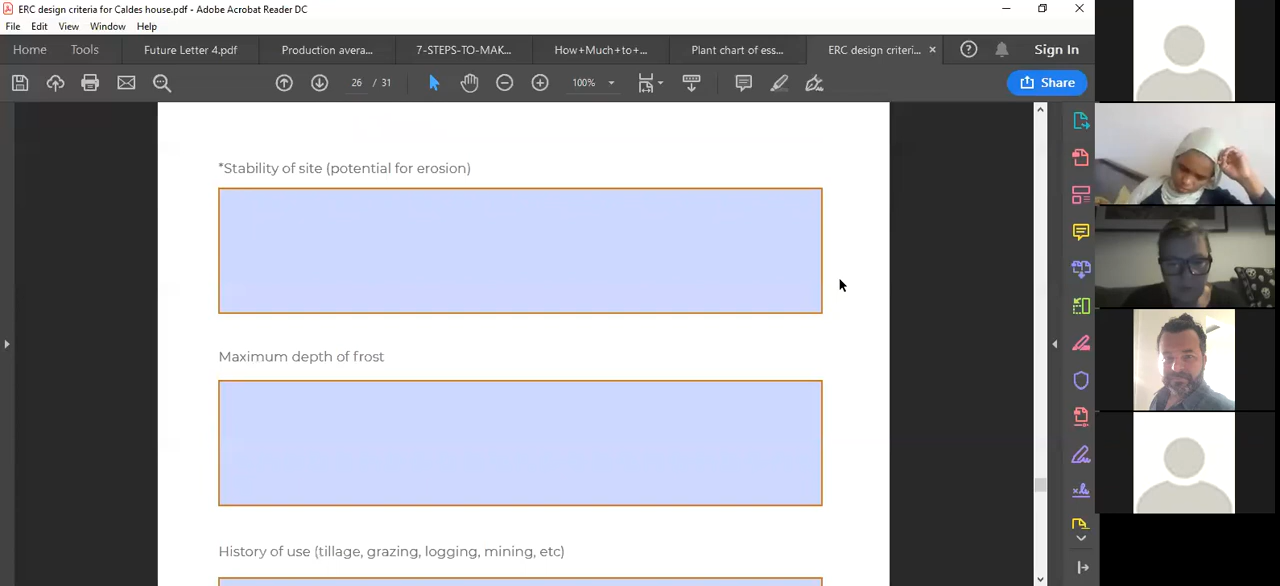 ERC design criteria for Caldes house.pdf - Adobe Acrobat Reader DC
File Edit View Window Help
Home Tools Future Letter 4.pdf Production avera... 7-STEPS-TO-MAK... How+Much+to+... Plant chart of ess... ERC design criteri... Sign In
26 / 31 100% Share
*Stability of site (potential for erosion)
Maximum depth of frost
History of use (tillage, grazing, logging, mining, etc)